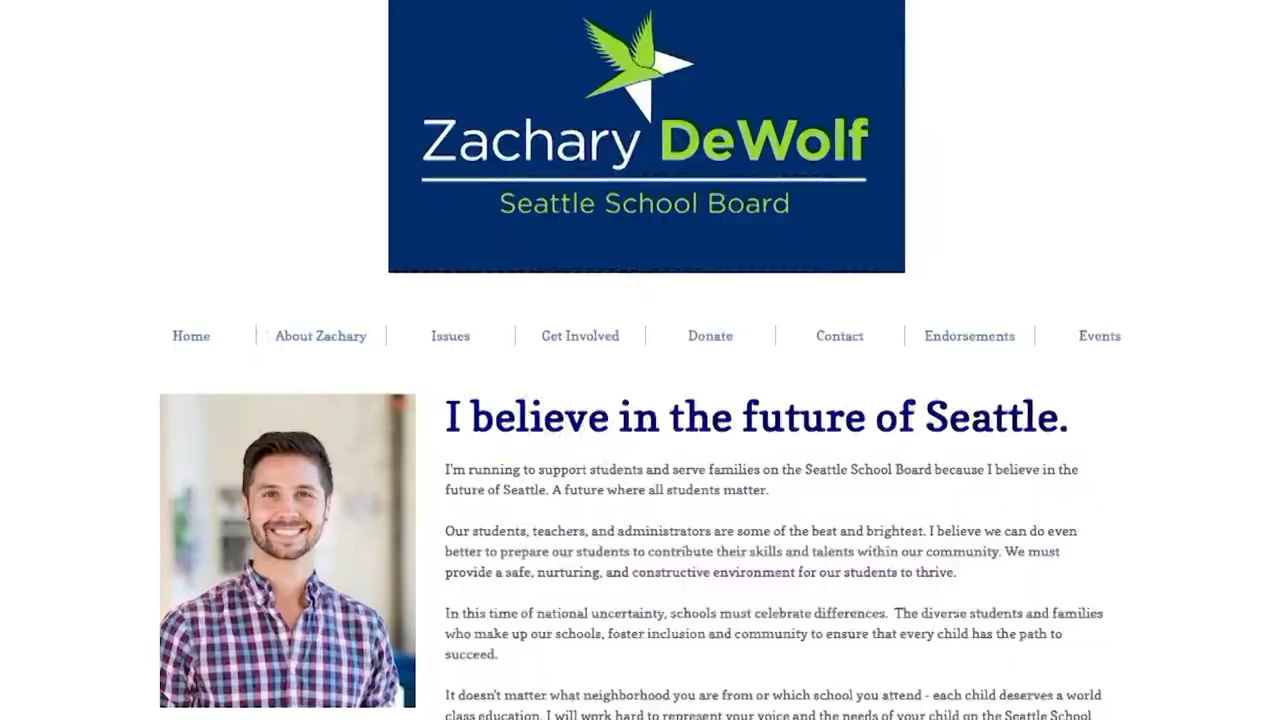 Zachary DeWolf
Seattle School Board
Home
About Zachary
Issues
Get Involved
Donate
Contact
Endorsements
Events
I believe in the future of Seattle.
I'm running to support students and serve families on the Seattle School Board because I believe in the
future of Seattle. A future where all students matter.
Our students, teachers, and administrators are some of the best and brightest. I believe we can do even
better to prepare our students to contribute their skills and talents within our community. We must
provide a safe, nurturing, and constructive environment for our students to thrive.
In this time of national uncertainty, schools must celebrate differences. The diverse students and families
who make up our schools, foster inclusion and community to ensure that every child has the path to
succeed.
It doesn't matter what neighborhood you are from or which school you attend - each child deserves a world
class education. I will work hard to represent your voice and the needs of your child on the Seattle School